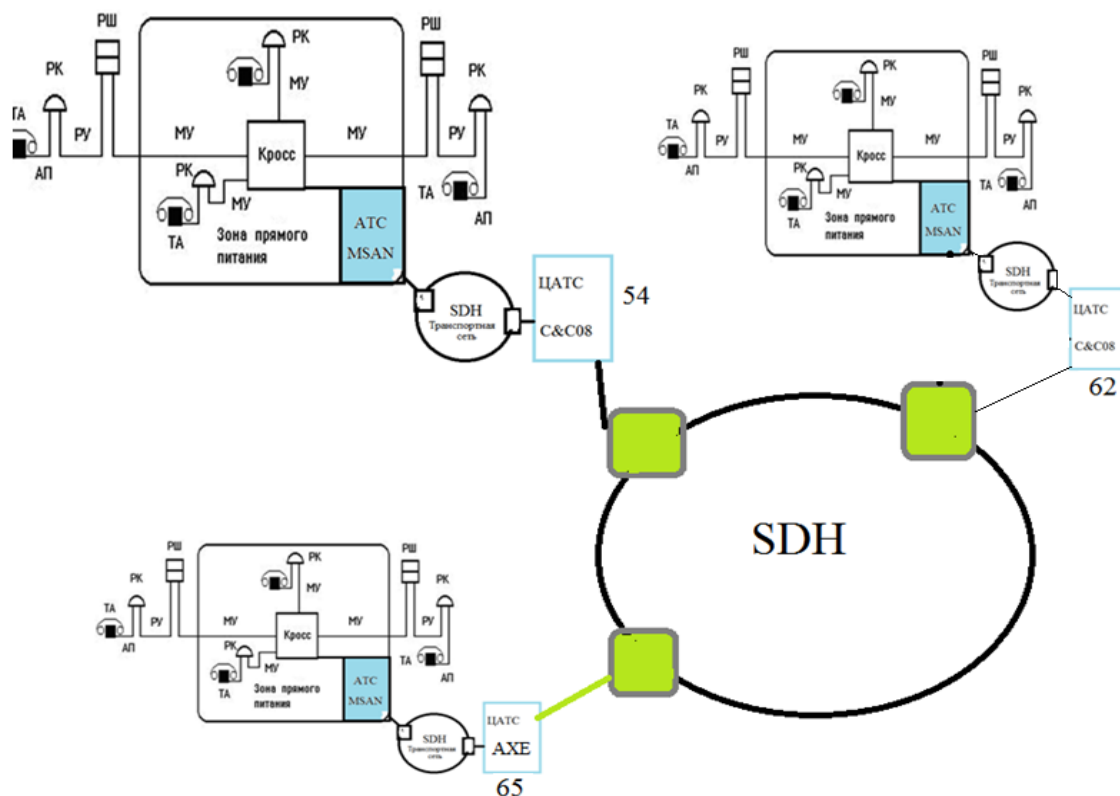 РШ
РК
РК
МУ
РШ
РК
ТА
РУ
МУ
МУ
РУ
Кросс
АП
РК
МУ
ТА
ТА
АП
Зона прямого
питания
АТС
MSAN
SDH
Транспортная
сеть
ЦАТС
C&C08
54
РШ
РК
РК
МУ
РШ
РК
ТА
РУ
МУ
МУ
РУ
Кросс
АП
РК
МУ
ТА
ТА
АП
Зона прямого
питания
АТС
MSAN
SDH
Транспортная
сеть
ЦАТС
C&C08
62
SDH
РШ
РК
РК
МУ
РШ
РК
ТА
РУ
МУ
МУ
РУ
Кросс
АП
РК
МУ
ТА
ТА
АП
Зона прямого
питания
АТС
MSAN
SDH
Транспортная
сеть
ЦАТС
AXE
65